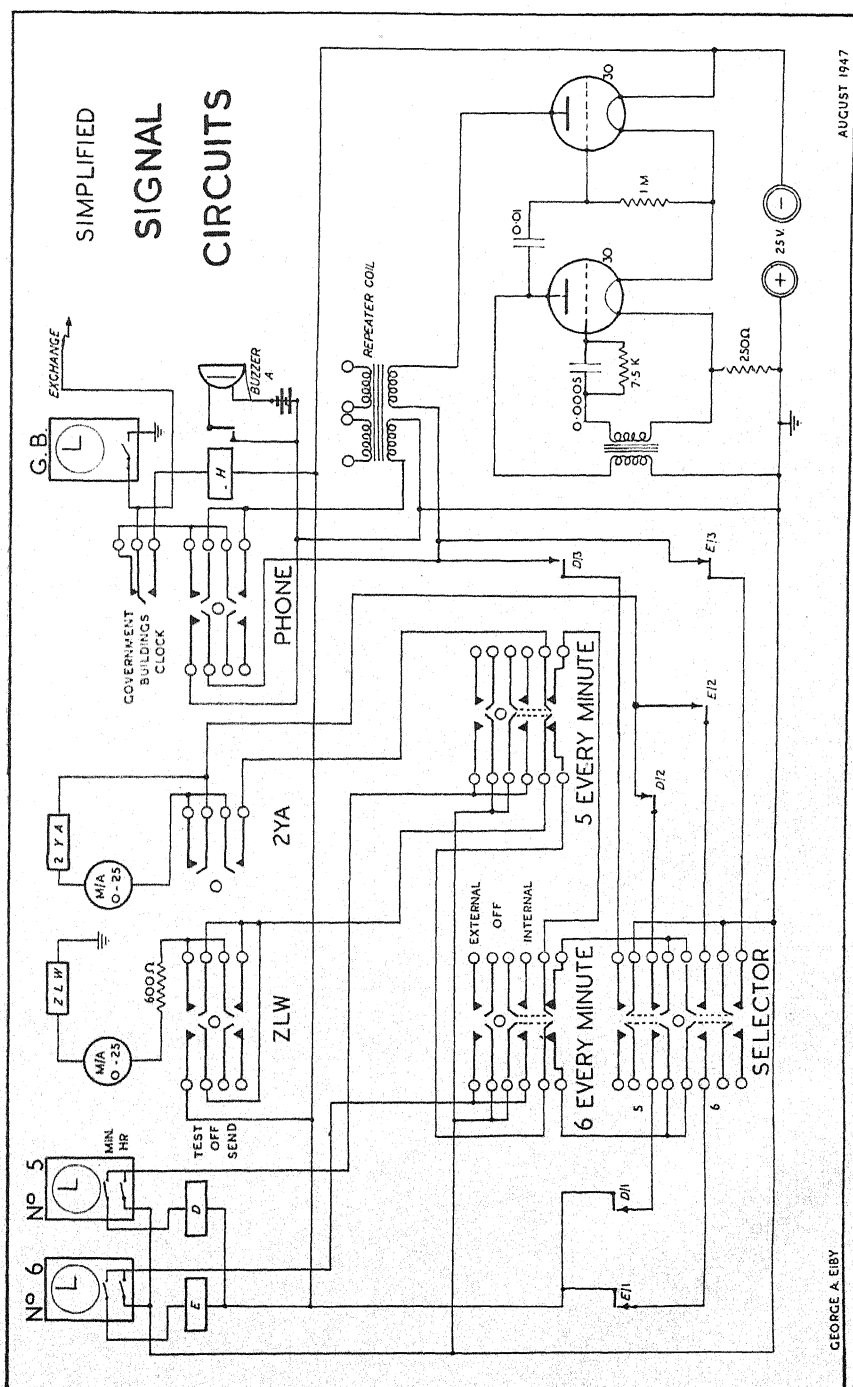 SIMPLIFIED
SIGNAL
CIRCUITS
Nº 6
Nº 5
MIN.
HR
E
D
ZLW
M/A
0-25
600Ω
TEST
OFF
SEND
ZLW
2YA
M/A
0-25
2YA
G.B.
EXCHANGE
GOVERNMENT
BUILDINGS
CLOCK
PHONE
H
BUZZER
A
REPEATER COIL
EXTERNAL
OFF
INTERNAL
6 EVERY MINUTE
5 EVERY MINUTE
5
6
SELECTOR
D/1
E/1
D/2
E/2
D/3
E/3
30
30
0·01
1 M
0·0005
7·5 K
250Ω
+
25 V.
-
GEORGE A. EIBY
AUGUST 1947